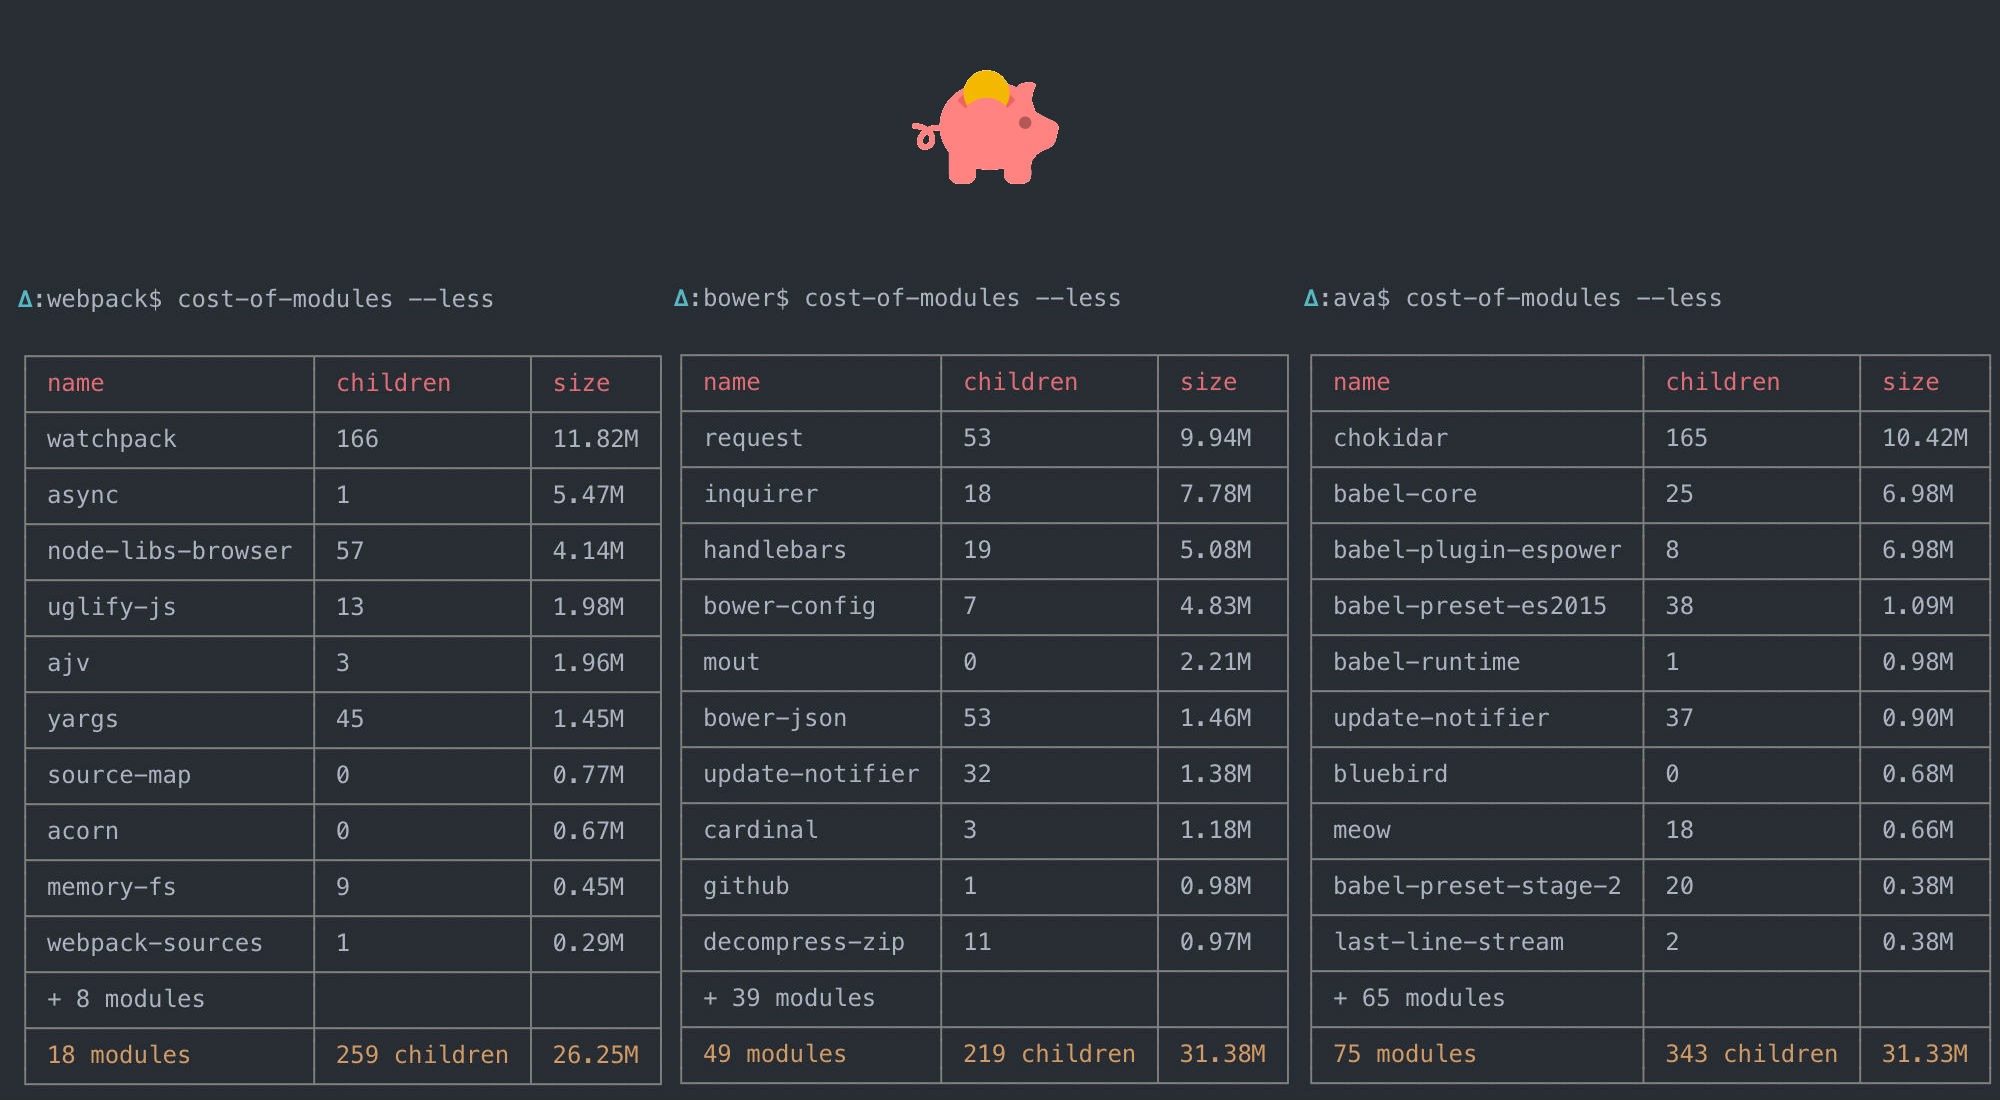 Δ:webpack$ cost-of-modules --less
name children size
watchpack 166 11.82M
async 1 5.47M
node-libs-browser 57 4.14M
uglify-js 13 1.98M
ajv 3 1.96M
yargs 45 1.45M
source-map 0 0.77M
acorn 0 0.67M
memory-fs 9 0.45M
webpack-sources 1 0.29M
+ 8 modules
18 modules 259 children 26.25M
Δ:bower$ cost-of-modules --less
name children size
request 53 9.94M
inquirer 18 7.78M
handlebars 19 5.08M
bower-config 7 4.83M
mout 0 2.21M
bower-json 53 1.46M
update-notifier 32 1.38M
cardinal 3 1.18M
github 1 0.98M
decompress-zip 11 0.97M
+ 39 modules
49 modules 219 children 31.38M
Δ:ava$ cost-of-modules --less
name children size
chokidar 165 10.42M
babel-core 25 6.98M
babel-plugin-espower 8 6.98M
babel-preset-es2015 38 1.09M
babel-runtime 1 0.98M
update-notifier 37 0.90M
bluebird 0 0.68M
meow 18 0.66M
babel-preset-stage-2 20 0.38M
last-line-stream 2 0.38M
+ 65 modules
75 modules 343 children 31.33M